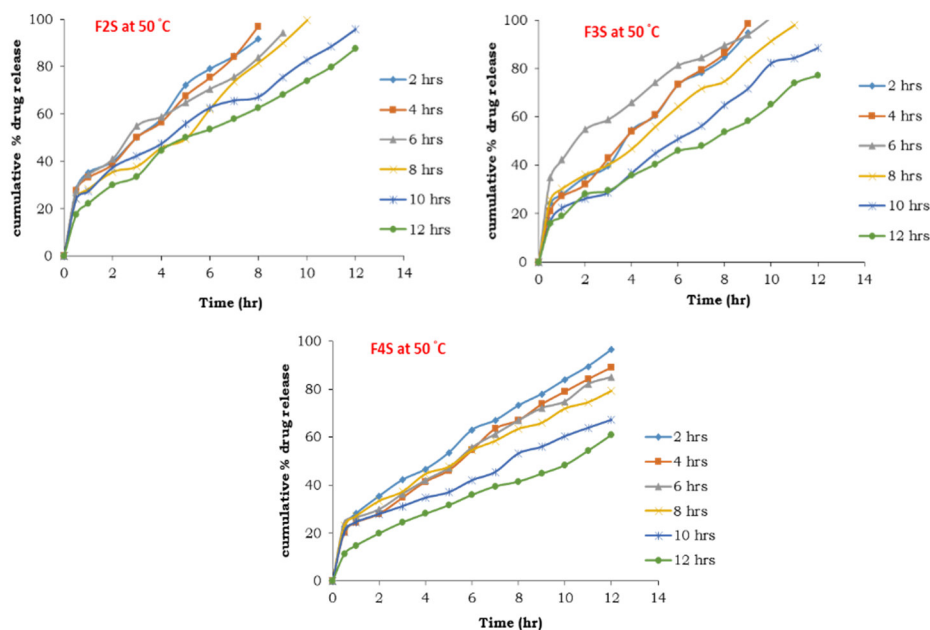 F2S at 50 °C
cumulative % drug release
100
80
60
40
20
0
0 2 4 6 8 10 12 14
Time (hr)
2 hrs
4 hrs
6 hrs
8 hrs
10 hrs
12 hrs
F3S at 50 °C
cumulative % drug release
100
80
60
40
20
0
0 2 4 6 8 10 12 14
Time (hr)
2 hrs
4 hrs
6 hrs
8 hrs
10 hrs
12 hrs
F4S at 50 °C
cumulative % drug release
100
80
60
40
20
0
0 2 4 6 8 10 12 14
Time (hr)
2 hrs
4 hrs
6 hrs
8 hrs
10 hrs
12 hrs